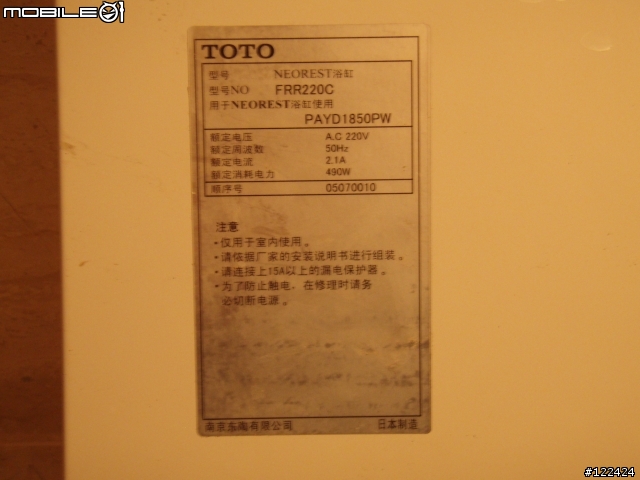 MOBILE01
TOTO
型号 NEOREST浴缸
型号NO FRR220C
用于NEOREST浴缸使用
PAYD1850PW
额定电压 A.C 220V
额定周波数 50Hz
额定电流 2.1A
额定消耗电力 490W
顺序号 05070010
注意
·仅用于室内使用。
·请依据厂家的安装说明书进行组装。
·请连接上15A以上的漏电保护器。
·为了防止触电，在修理时请务
必切断电源。
南京东陶有限公司 日本制造
#122424